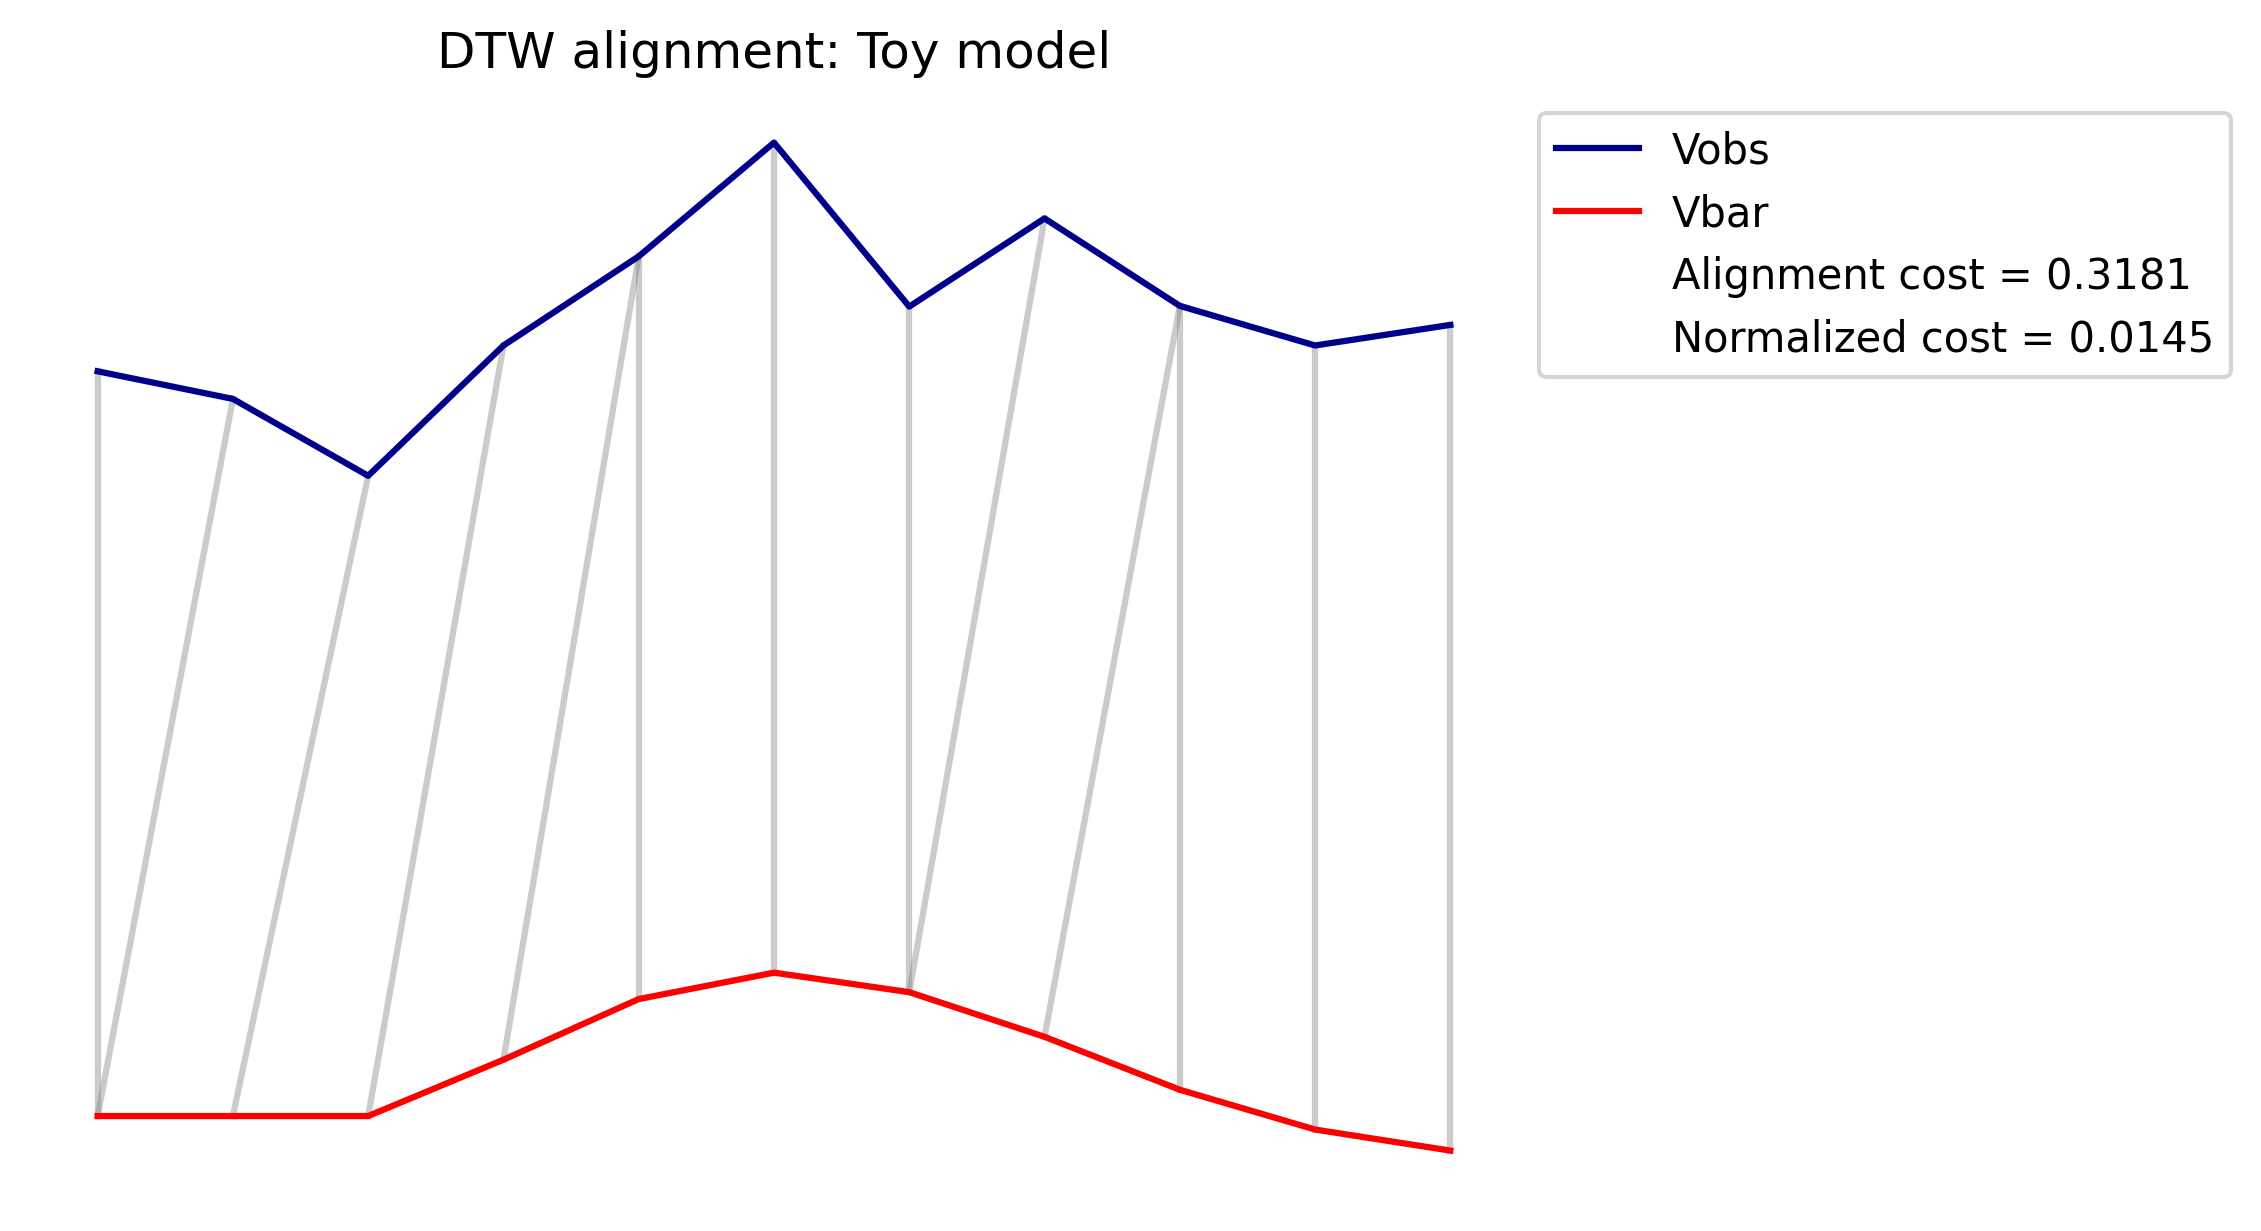 DTW alignment: Toy model
Vobs
Vbar
Alignment cost = 0.3181
Normalized cost = 0.0145